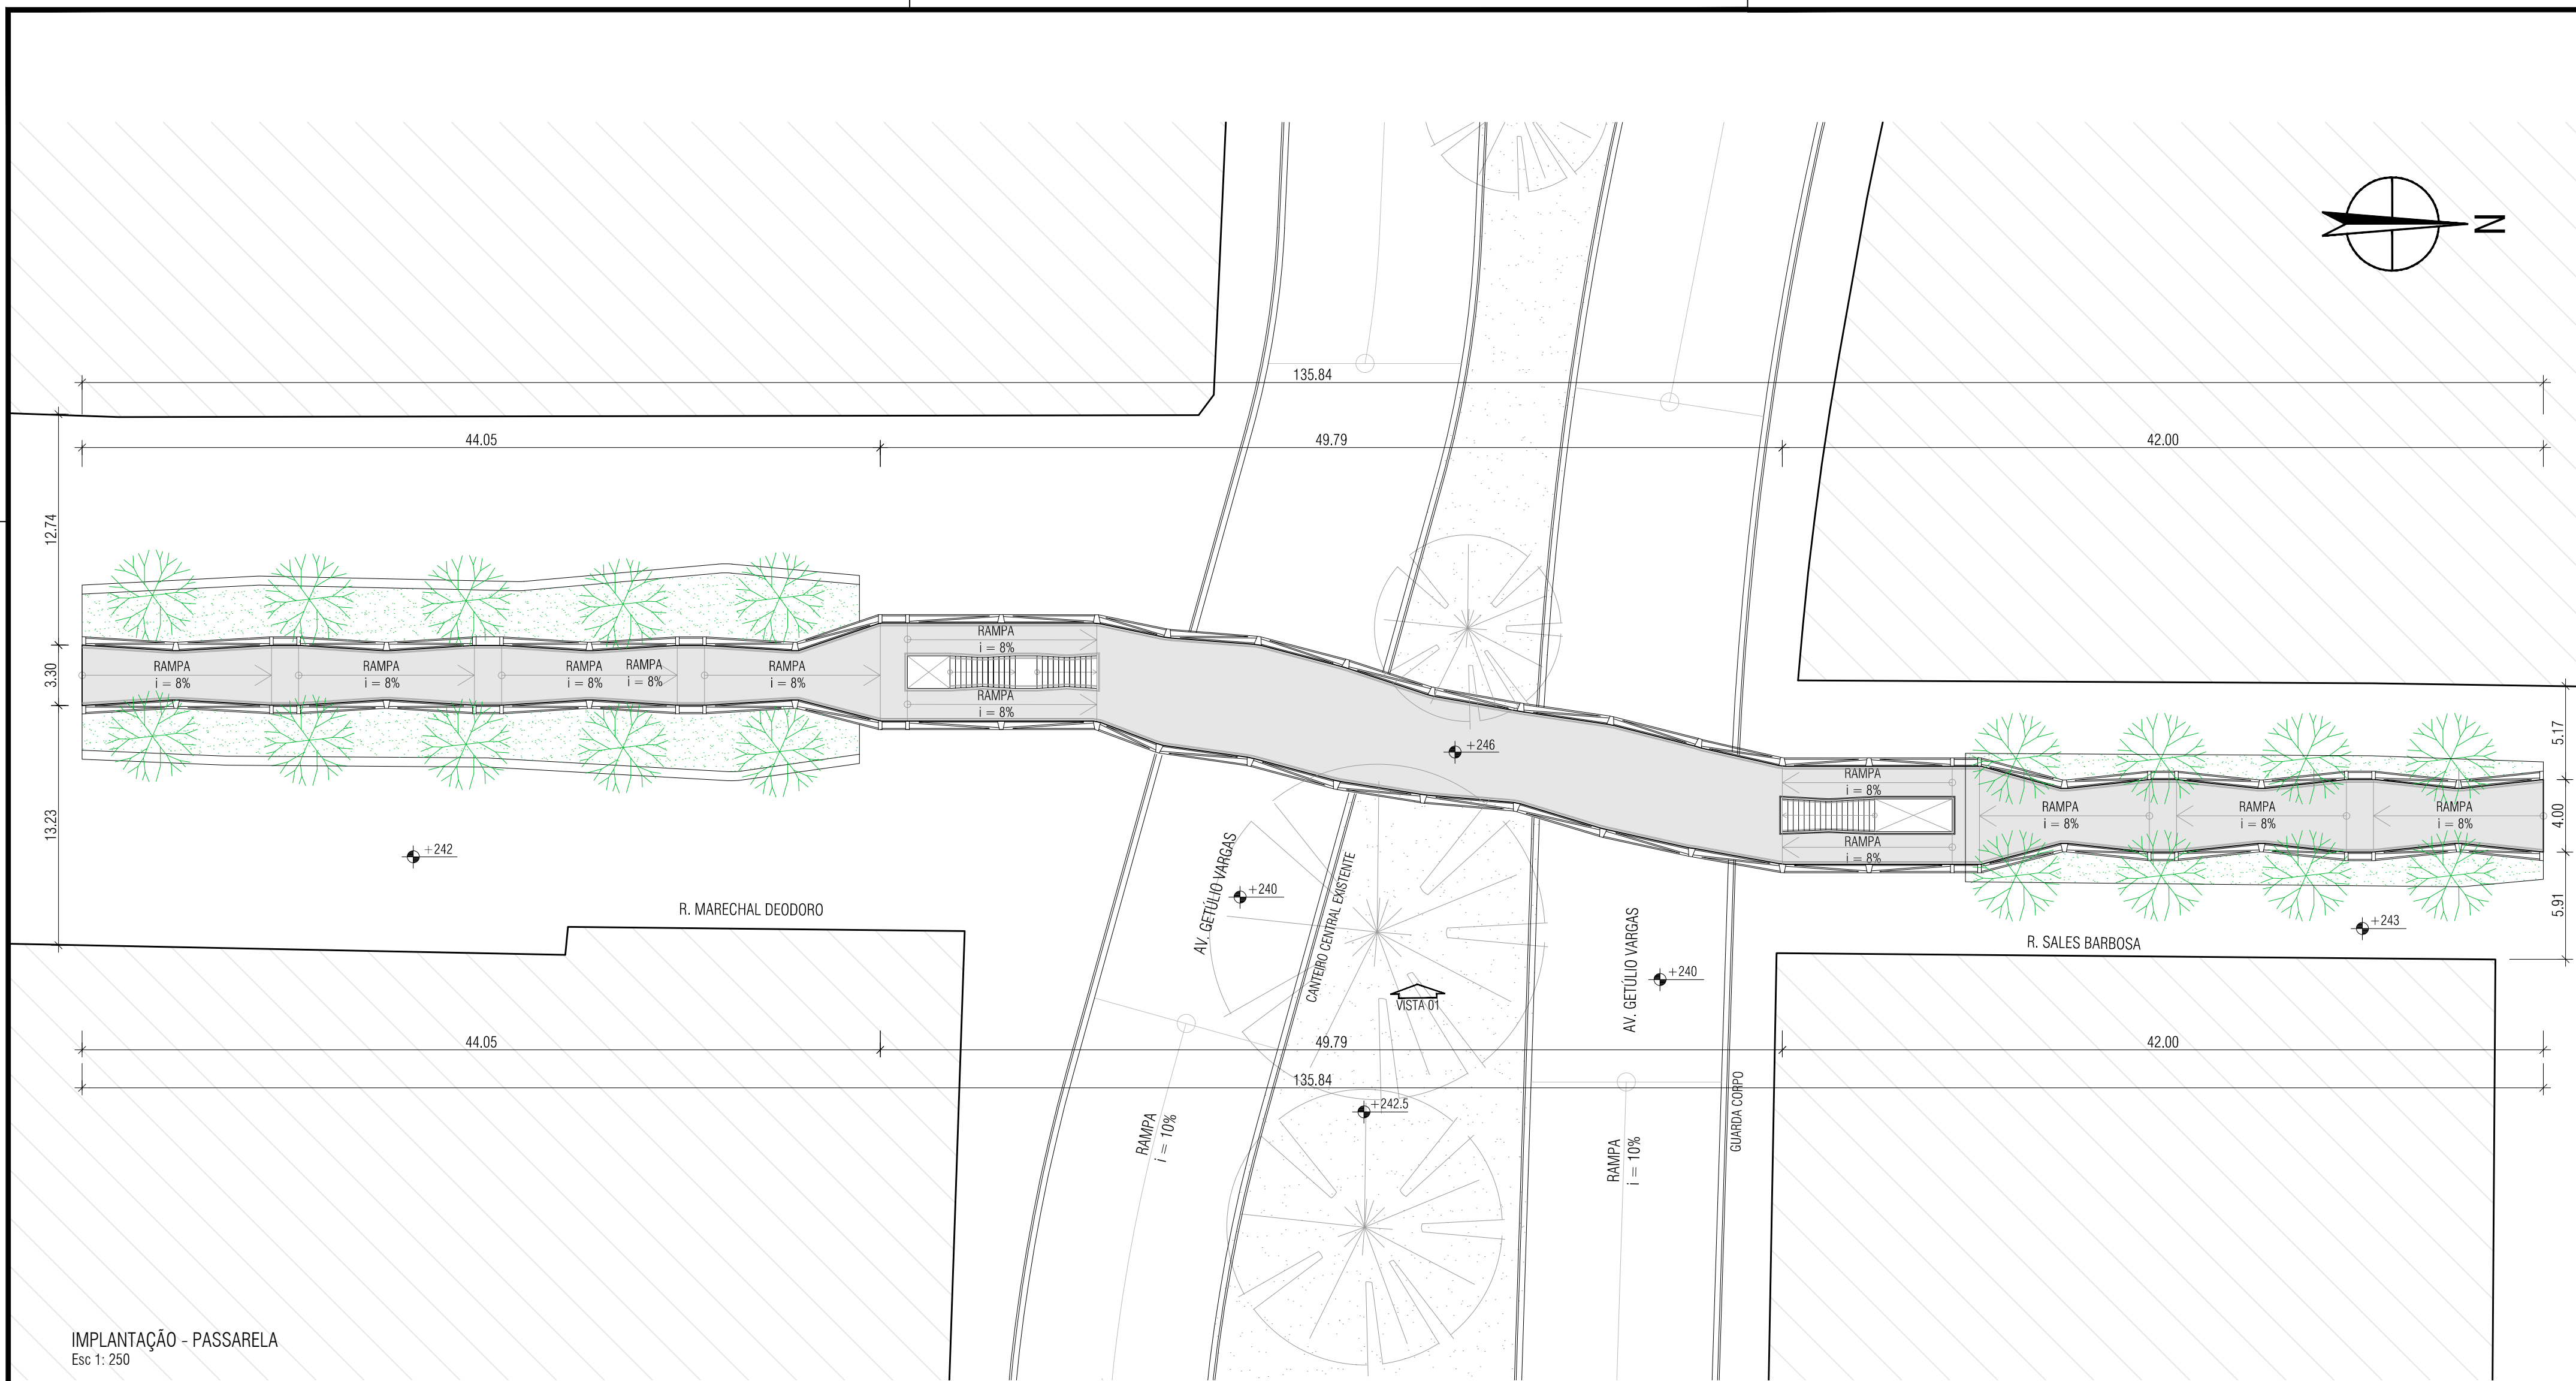 N
135.84
44.05
49.79
42.00
12.74
3.30
13.23
RAMPA
i = 8%
RAMPA
i = 8%
RAMPA
i = 8%
RAMPA
i = 8%
RAMPA
i = 8%
RAMPA
i = 8%
RAMPA
i = 8%
+246
RAMPA
i = 8%
RAMPA
i = 8%
RAMPA
i = 8%
RAMPA
i = 8%
RAMPA
i = 8%
5.17
4.00
5.91
+242
R. MARECHAL DEODORO
AV. GETÚLIO VARGAS
+240
CANTEIRO CENTRAL EXISTENTE
VISTA 01
AV. GETÚLIO VARGAS
+240
R. SALES BARBOSA
+243
44.05
49.79
42.00
135.84
+242.5
RAMPA
i = 10%
RAMPA
i = 10%
GUARDA CORPO
IMPLANTAÇÃO - PASSARELA
Esc 1: 250